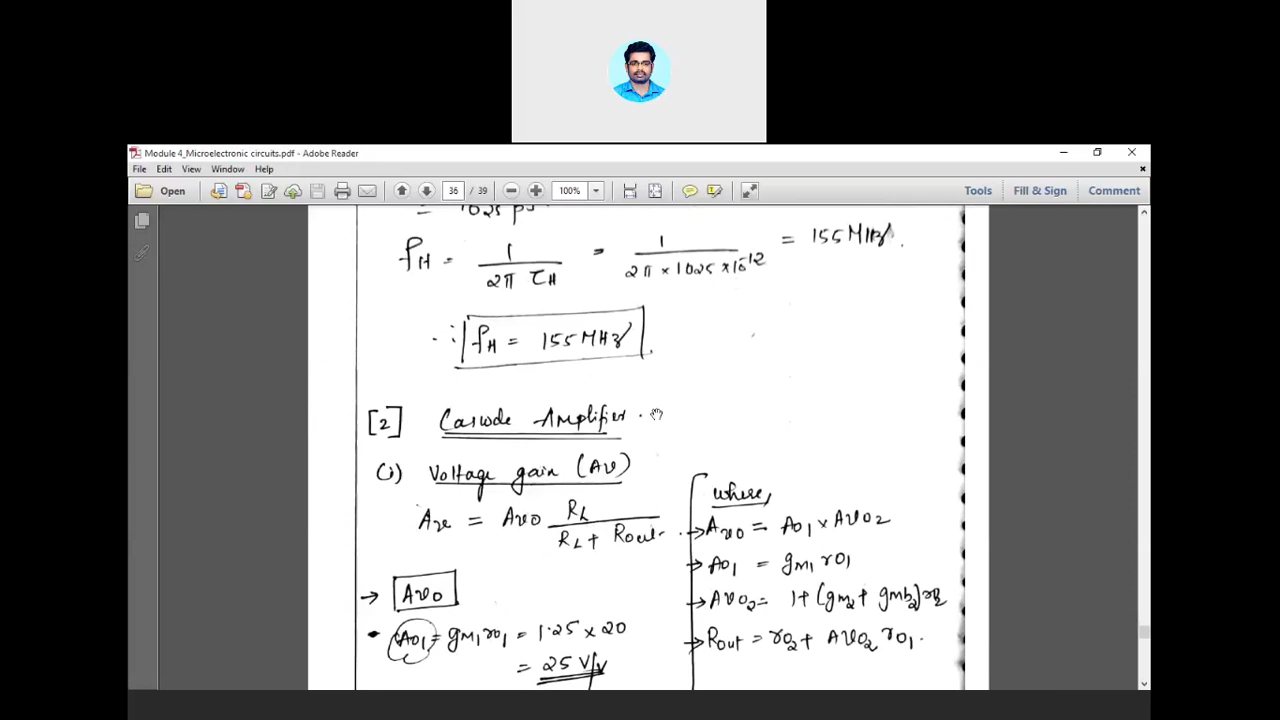 Module 4_Microelectronic circuits.pdf - Adobe Reader
File Edit View Window Help
Open 36 / 39 100% Tools Fill & Sign Comment
= 1025 ps.
fH = 1 / 2π τH = 1 / 2π × 1025 × 10^-12 = 155 MHz.
∴ fH = 155 MHz.
[2] Cascode Amplifier.
(i) Voltage gain (Av)
Av = Avo RL / RL + Rout.
→ Avo
• Ao1 = gm1 ro1 = 1.25 × 20
= 25 V/V
where,
→ Avo = Ao1 × Avo2
→ Ao1 = gm1 ro1
→ Avo2 = 1+(gm2 + gmb2) ro2
→ Rout = ro2 + Avo2 ro1.